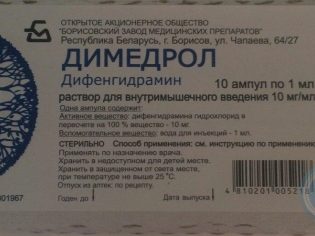 ОТКРЫТОЕ АКЦИОНЕРНОЕ ОБЩЕСТВО
"БОРИСОВСКИЙ ЗАВОД МЕДИЦИНСКИХ ПРЕПАРАТОВ"
Республика Беларусь, г. Борисов, ул. Чапаева, 64/27
ДИМЕДРОЛ
Дифенгидрамин
10 ампул по 1 мл
раствор для внутримышечного введения 10 мг/мл
Одна ампула содержит:
Активное вещество: дифенгидрамина гидрохлорид в
пересчете на 100 % вещество - 10 мг.
Вспомогательное вещество: вода для инъекций - 1 мл.
СТЕРИЛЬНО Способ применения: см. инструкцию по применению
Применять по назначению врача.
Хранить в недоступном для детей месте.
Хранить в защищенном от света месте,
при температуре не выше 25 °C.
Отпуск из аптек: по рецепту.
Годен до
Дата выпуска
001967
4 810201 005218